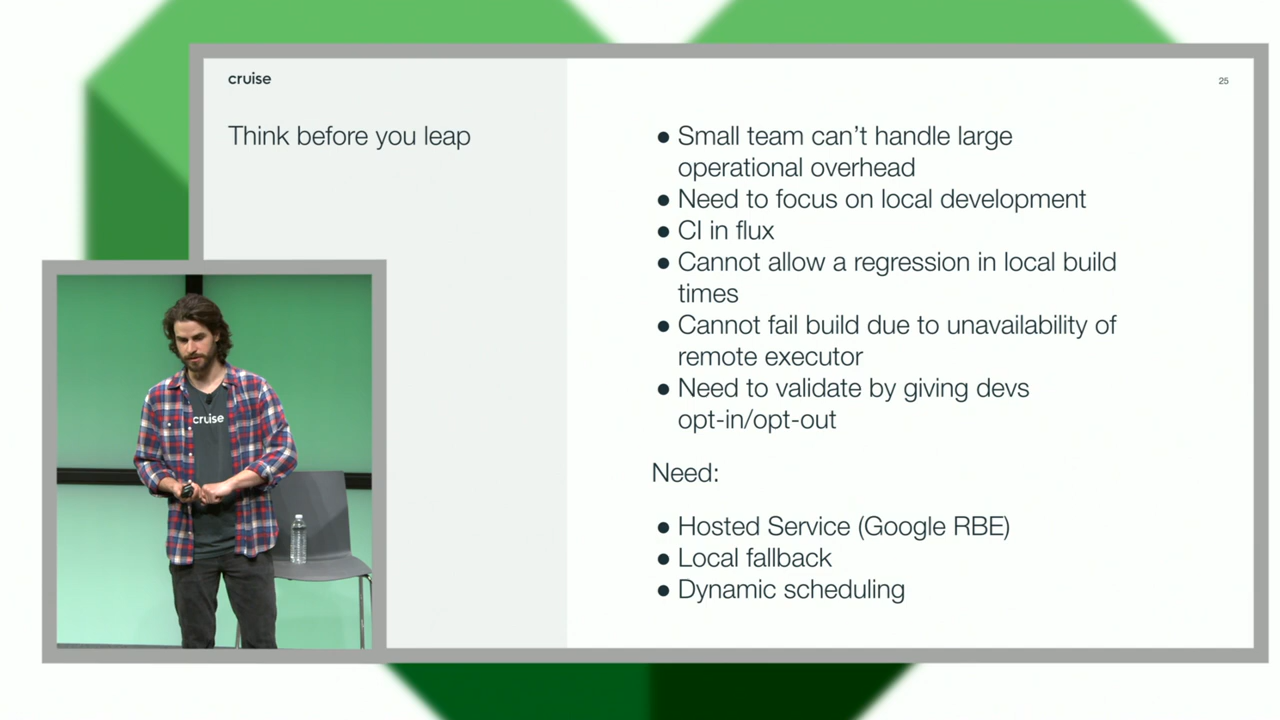 cruise
25
Think before you leap
● Small team can't handle large
operational overhead
● Need to focus on local development
● CI in flux
● Cannot allow a regression in local build
times
● Cannot fail build due to unavailability of
remote executor
● Need to validate by giving devs
opt-in/opt-out
Need:
● Hosted Service (Google RBE)
● Local fallback
● Dynamic scheduling
cruise